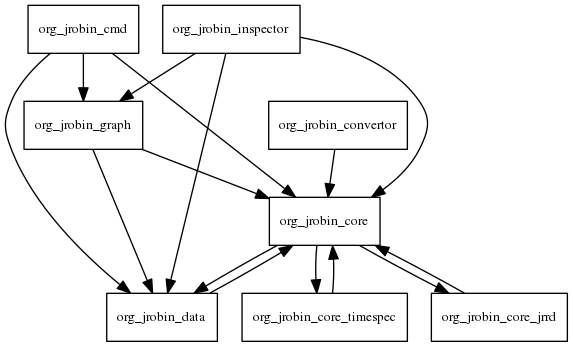 org_jrobin_cmd
org_jrobin_inspector
org_jrobin_graph
org_jrobin_convertor
org_jrobin_core
org_jrobin_data
org_jrobin_core_timespec
org_jrobin_core_jrrd